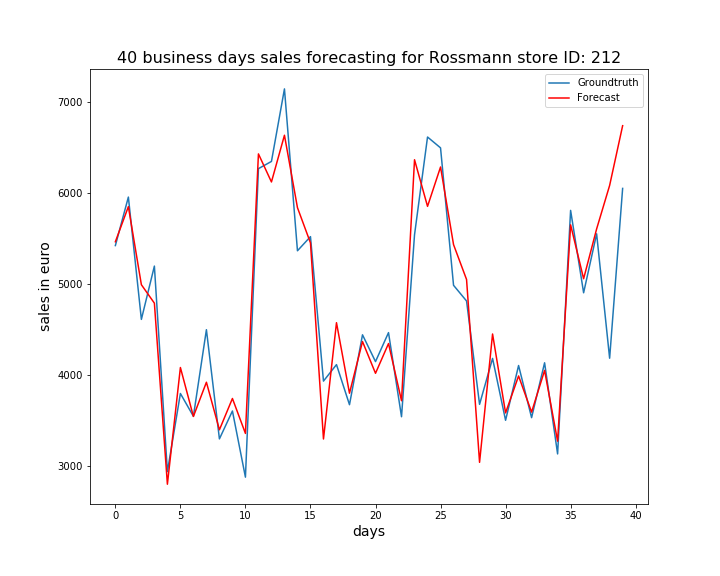 40 business days sales forecasting for Rossmann store ID: 212
Groundtruth
Forecast
7000
6000
5000
4000
3000
sales in euro
0 5 10 15 20 25 30 35 40
days